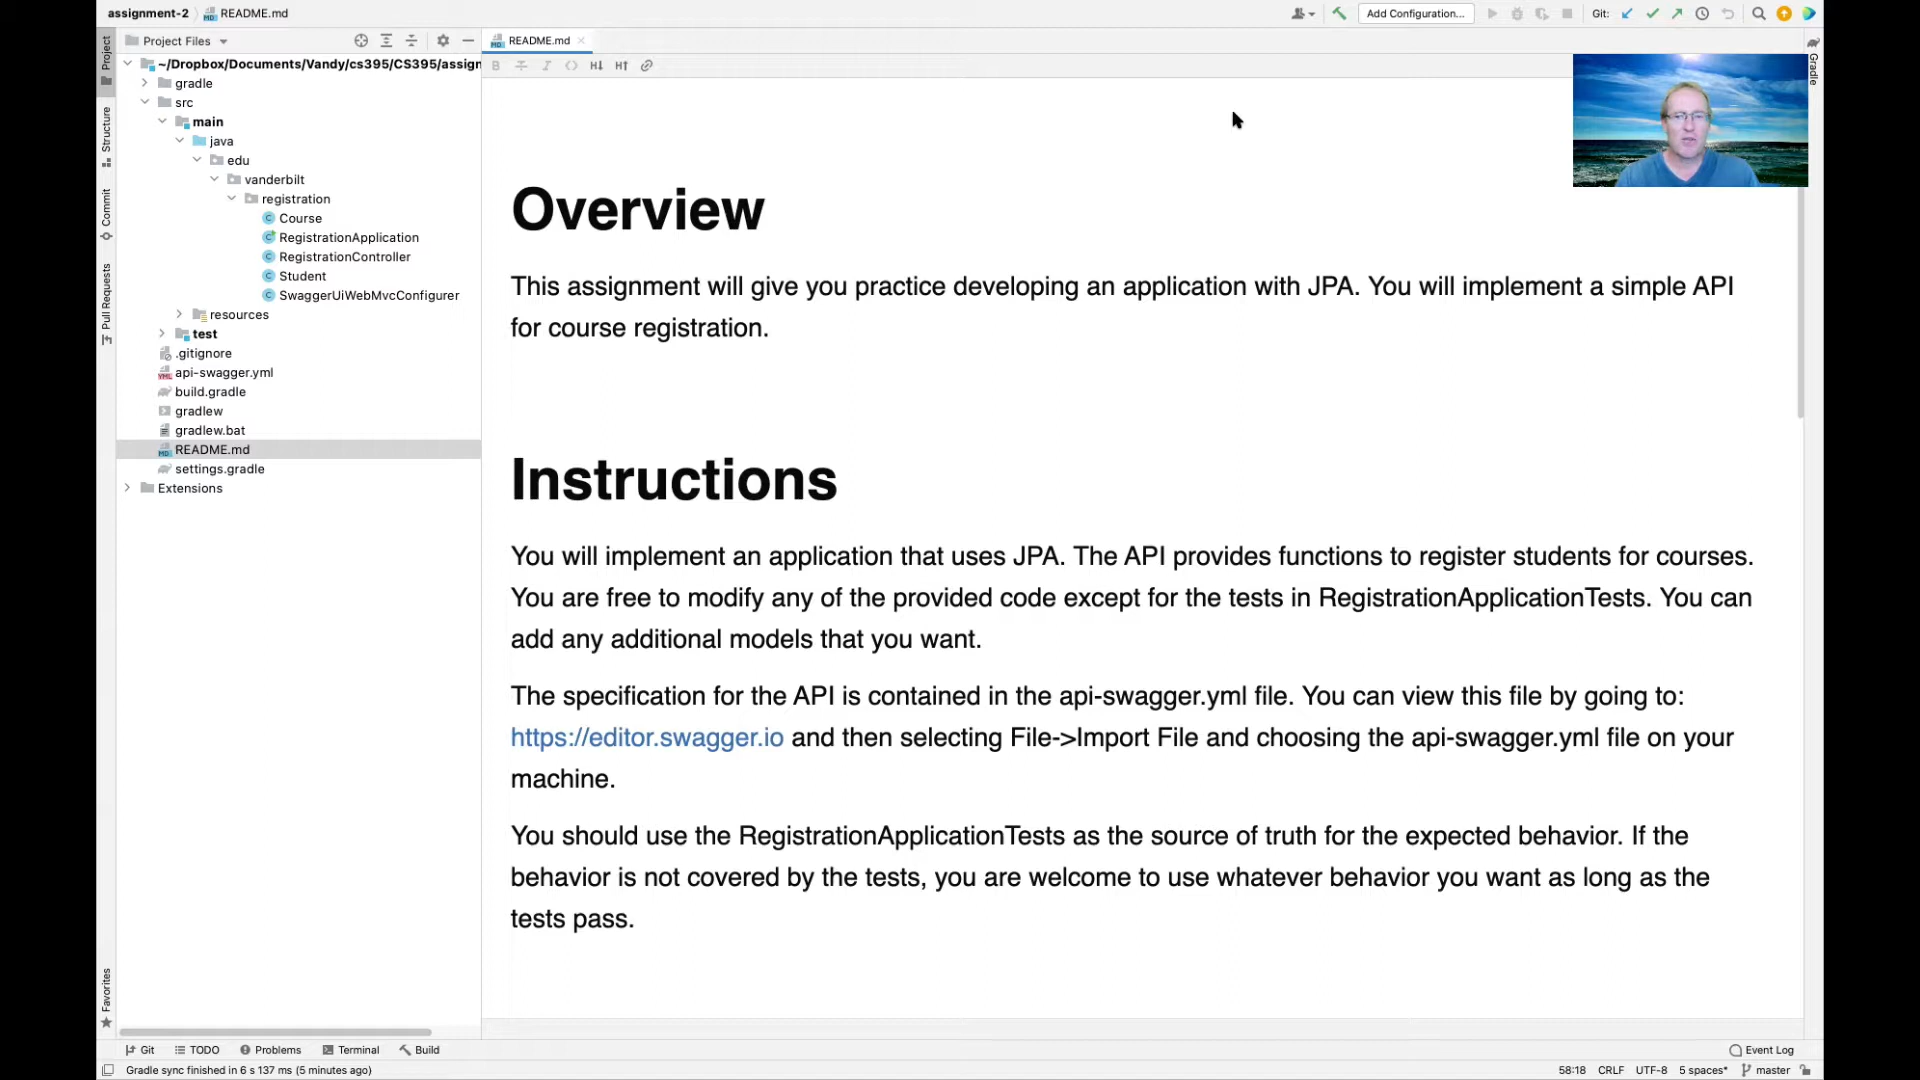 assignment-2
README.md
Add Configuration...
Git:
Project Files
README.md
Project
Structure
Commit
Pull Requests
Favorites
Gradle
~/Dropbox/Documents/Vandy/cs395/CS395/assign
gradle
src
main
java
edu
vanderbilt
registration
Course
RegistrationApplication
RegistrationController
Student
SwaggerUiWebMvcConfigurer
resources
test
.gitignore
api-swagger.yml
build.gradle
gradlew
gradlew.bat
README.md
settings.gradle
Extensions
Overview
This assignment will give you practice developing an application with JPA. You will implement a simple API
for course registration.
Instructions
You will implement an application that uses JPA. The API provides functions to register students for courses.
You are free to modify any of the provided code except for the tests in RegistrationApplicationTests. You can
add any additional models that you want.
The specification for the API is contained in the api-swagger.yml file. You can view this file by going to:
https://editor.swagger.io and then selecting File->Import File and choosing the api-swagger.yml file on your
machine.
You should use the RegistrationApplicationTests as the source of truth for the expected behavior. If the
behavior is not covered by the tests, you are welcome to use whatever behavior you want as long as the
tests pass.
Git
TODO
Problems
Terminal
Build
Event Log
Gradle sync finished in 6 s 137 ms (5 minutes ago)
58:18
CRLF
UTF-8
5 spaces*
master